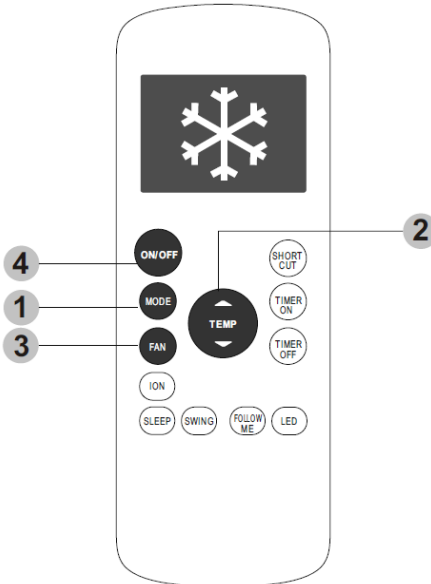 2
ON/OFF
SHORT
CUT
4
MODE
TIMER
ON
1
TEMP
3
FAN
TIMER
OFF
ION
SLEEP
SWING
FOLLOW
ME
LED